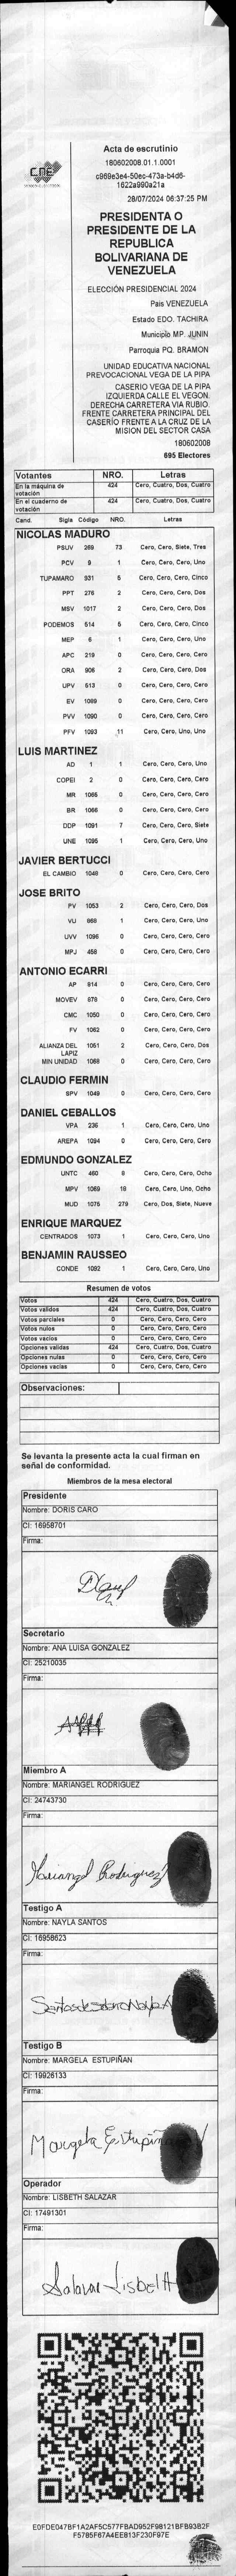 CNE
Acta de escrutinio
180602008.01.1.0001
c969e3e4-50ec-473a-b4d6-
1622a990a21a
28/07/2024 06:37:25 PM
PRESIDENTA O
PRESIDENTE DE LA
REPUBLICA
BOLIVARIANA DE
VENEZUELA
ELECCIÓN PRESIDENCIAL 2024
Pais VENEZUELA
Estado EDO. TACHIRA
Municipio MP. JUNIN
Parroquia PQ. BRAMON
UNIDAD EDUCATIVA NACIONAL
PREVOCACIONAL VEGA DE LA PIPA
CASERIO VEGA DE LA PIPA
IZQUIERDA CALLE EL VEGON.
DERECHA CARRETERA VIA RUBIO.
FRENTE CARRETERA PRINCIPAL DEL
CASERIO FRENTE A LA CRUZ DE LA
MISION DEL SECTOR CASA
180602008
695 Electores
Votantes NRO. Letras
En la máquina de votación 424 Cero, Cuatro, Dos, Cuatro
En el cuaderno de votación 424 Cero, Cuatro, Dos, Cuatro
Cand. Sigla Código NRO. Letras
NICOLAS MADURO
PSUV 269 73 Cero, Cero, Siete, Tres
PCV 9 1 Cero, Cero, Cero, Uno
TUPAMARO 931 5 Cero, Cero, Cero, Cinco
PPT 276 2 Cero, Cero, Cero, Dos
MSV 1017 2 Cero, Cero, Cero, Dos
PODEMOS 514 5 Cero, Cero, Cero, Cinco
MEP 6 1 Cero, Cero, Cero, Uno
APC 219 0 Cero, Cero, Cero, Cero
ORA 906 2 Cero, Cero, Cero, Dos
UPV 513 0 Cero, Cero, Cero, Cero
EV 1089 0 Cero, Cero, Cero, Cero
PVV 1090 0 Cero, Cero, Cero, Cero
PFV 1093 11 Cero, Cero, Uno, Uno
LUIS MARTINEZ
AD 1 1 Cero, Cero, Cero, Uno
COPEI 2 0 Cero, Cero, Cero, Cero
MR 1065 0 Cero, Cero, Cero, Cero
BR 1066 0 Cero, Cero, Cero, Cero
DDP 1091 7 Cero, Cero, Cero, Siete
UNE 1095 1 Cero, Cero, Cero, Uno
JAVIER BERTUCCI
EL CAMBIO 1048 0 Cero, Cero, Cero, Cero
JOSE BRITO
PV 1053 2 Cero, Cero, Cero, Dos
VU 868 1 Cero, Cero, Cero, Uno
UVV 1096 0 Cero, Cero, Cero, Cero
MPJ 458 0 Cero, Cero, Cero, Cero
ANTONIO ECARRI
AP 914 0 Cero, Cero, Cero, Cero
MOVEV 879 0 Cero, Cero, Cero, Cero
CMC 1050 0 Cero, Cero, Cero, Cero
FV 1062 0 Cero, Cero, Cero, Cero
ALIANZA DEL LAPIZ 1051 2 Cero, Cero, Cero, Dos
MIN UNIDAD 1068 0 Cero, Cero, Cero, Cero
CLAUDIO FERMIN
SPV 1049 0 Cero, Cero, Cero, Cero
DANIEL CEBALLOS
VPA 236 1 Cero, Cero, Cero, Uno
AREPA 1094 0 Cero, Cero, Cero, Cero
EDMUNDO GONZALEZ
UNTC 460 8 Cero, Cero, Cero, Ocho
MPV 1069 18 Cero, Cero, Uno, Ocho
MUD 1075 279 Cero, Dos, Siete, Nueve
ENRIQUE MARQUEZ
CENTRADOS 1073 1 Cero, Cero, Cero, Uno
BENJAMIN RAUSSEO
CONDE 1092 1 Cero, Cero, Cero, Uno
Resumen de votos
Votos 424 Cero, Cuatro, Dos, Cuatro
Votos validos 424 Cero, Cuatro, Dos, Cuatro
Votos parciales 0 Cero, Cero, Cero, Cero
Votos nulos 0 Cero, Cero, Cero, Cero
Votos vacios 0 Cero, Cero, Cero, Cero
Opciones validas 424 Cero, Cuatro, Dos, Cuatro
Opciones nulas 0 Cero, Cero, Cero, Cero
Opciones vacias 0 Cero, Cero, Cero, Cero
Observaciones:
Se levanta la presente acta la cual firman en
señal de conformidad.
Miembros de la mesa electoral
Presidente
Nombre: DORIS CARO
CI: 16958701
Firma:
Secretario
Nombre: ANA LUISA GONZALEZ
CI: 25210035
Firma:
Miembro A
Nombre: MARIANGEL RODRIGUEZ
CI: 24743730
Firma:
Mariangel Rodriguez
Testigo A
Nombre: NAYLA SANTOS
CI: 16958623
Firma:
Testigo B
Nombre: MARGELA ESTUPIÑAN
CI: 19926133
Firma:
Margela Estupiñan
Operador
Nombre: LISBETH SALAZAR
CI: 17491301
Firma:
Salazar Lisbeth
E0FDE047BF1A2AF5C577FBAD952F98121BFB93B2F
F5785F67A4EE813F230F97E